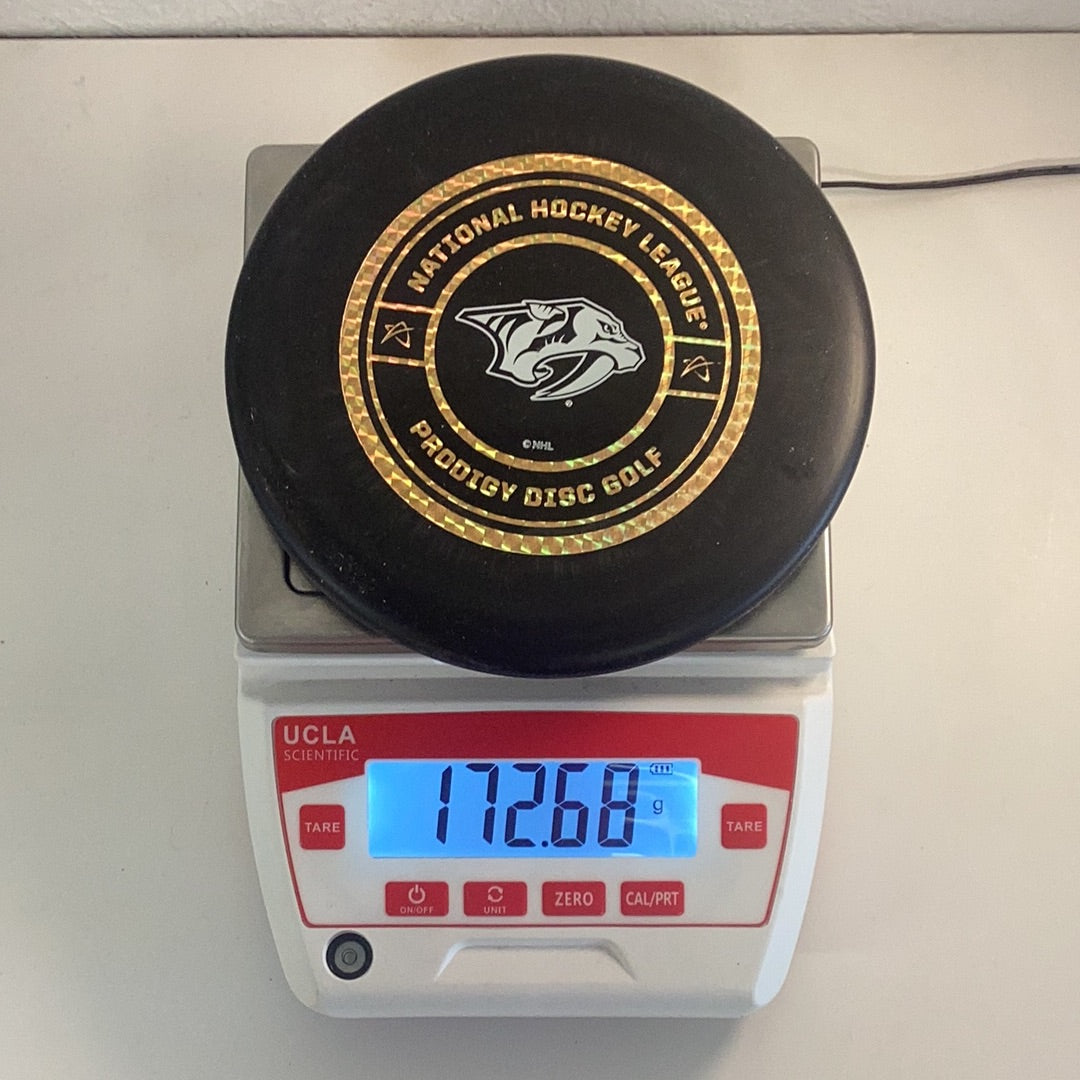 NATIONAL HOCKEY LEAGUE®
®
© NHL
PRODIGY DISC GOLF
UCLA
SCIENTIFIC
172.68 g
TARE
TARE
ON/OFF
UNIT
ZERO
CAL/PRT